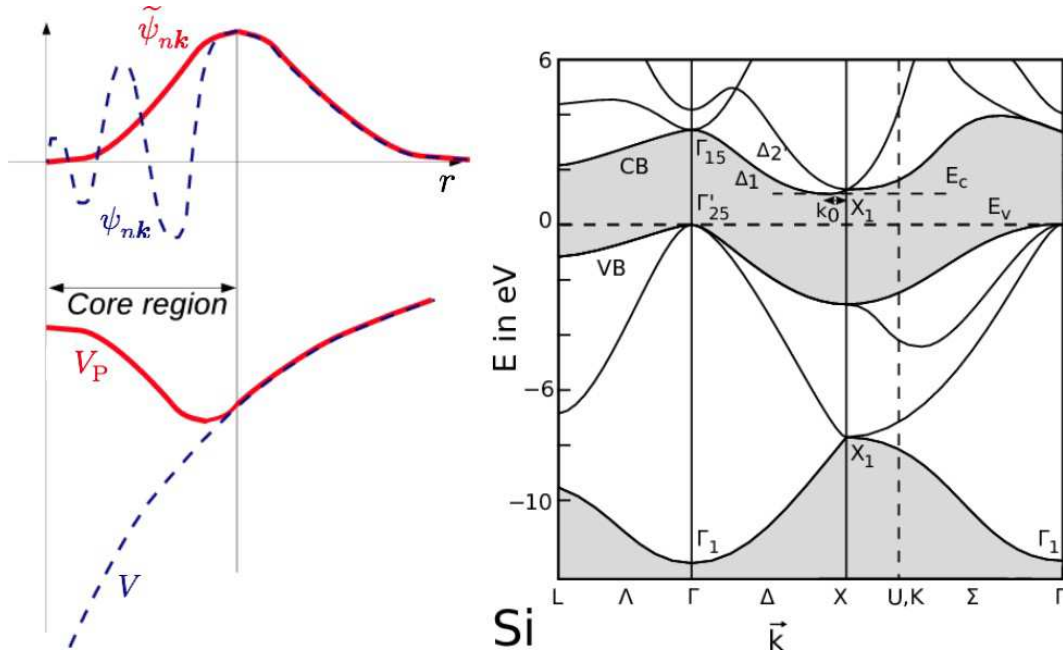 ψ̃nk
r
ψnk
Core region
VP
V
6
0
−6
−10
E in eV
CB
Γ15
Δ2'
Δ1
Ec
k0
X1
Γ'25
Ev
VB
X1
Γ1
Γ1
L Λ Γ Δ X U,K Σ Γ
Si
k⃗